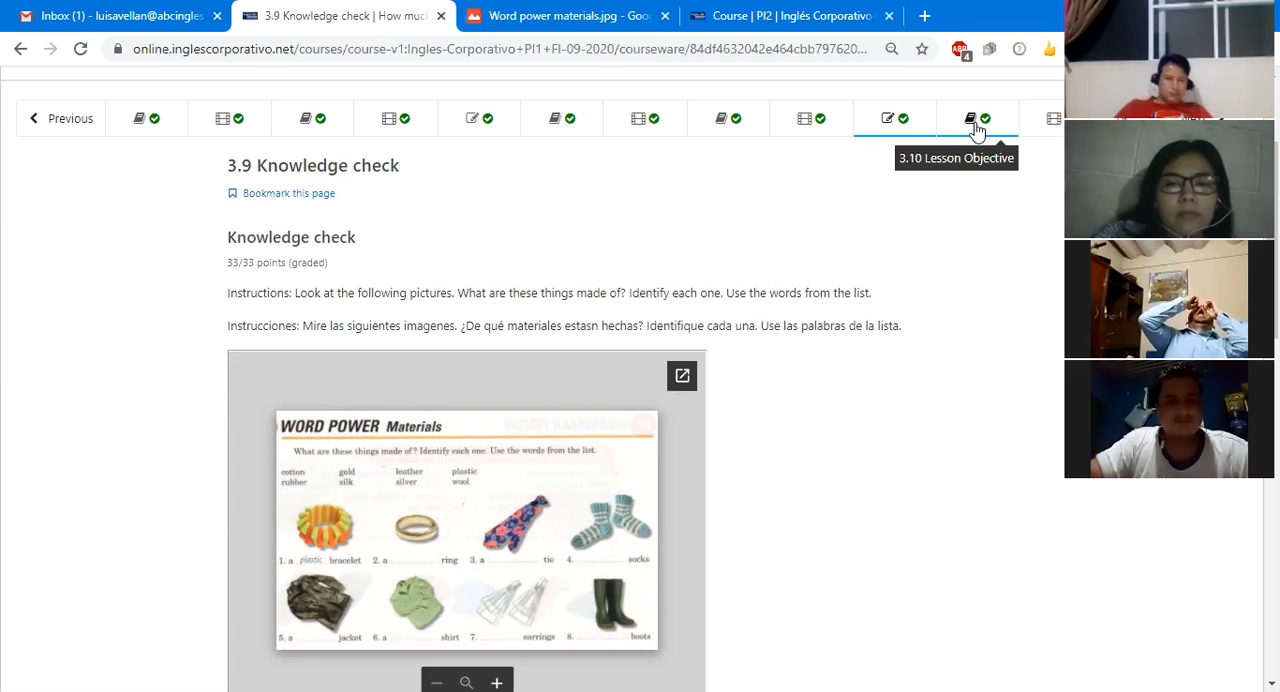 Inbox (1) - luisavellan@abcingles
3.9 Knowledge check | How muc
Word power materials.jpg - Goo
Course | PI2 | Inglés Corporativo
online.inglescorporativo.net/courses/course-v1:Ingles-Corporativo+PI1+FI-09-2020/courseware/84df4632042e464cbb797620...
ABP
4
Previous
3.10 Lesson Objective
3.9 Knowledge check
Bookmark this page
Knowledge check
33/33 points (graded)
Instructions: Look at the following pictures. What are these things made of? Identify each one. Use the words from the list.
Instrucciones: Mire las siguientes imagenes. ¿De qué materiales estasn hechas? Identifique cada una. Use las palabras de la lista.
WORD POWER Materials
What are these things made of? Identify each one. Use the words from the list.
cotton gold leather plastic
rubber silk silver wool
1. a plastic bracelet 2. a ring 3. a tie 4. socks
5. a jacket 6. a shirt 7. earrings 8. boots